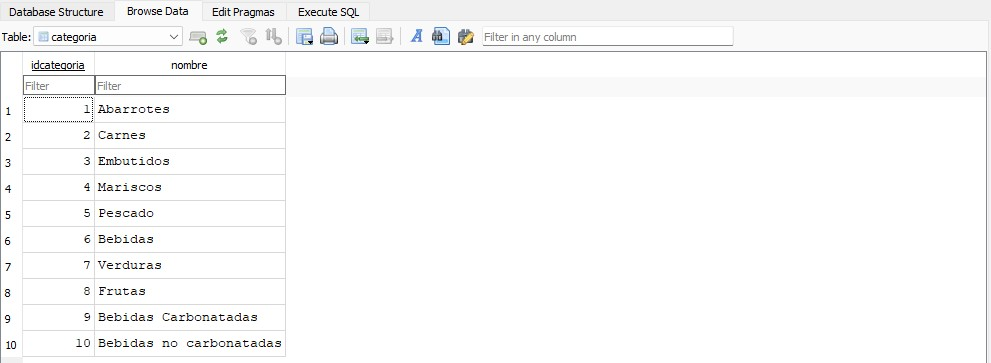 Database Structure Browse Data Edit Pragmas Execute SQL
Table: categoria Filter in any column
idcategoria nombre
Filter Filter
1 1 Abarrotes
2 2 Carnes
3 3 Embutidos
4 4 Mariscos
5 5 Pescado
6 6 Bebidas
7 7 Verduras
8 8 Frutas
9 9 Bebidas Carbonatadas
10 10 Bebidas no carbonatadas